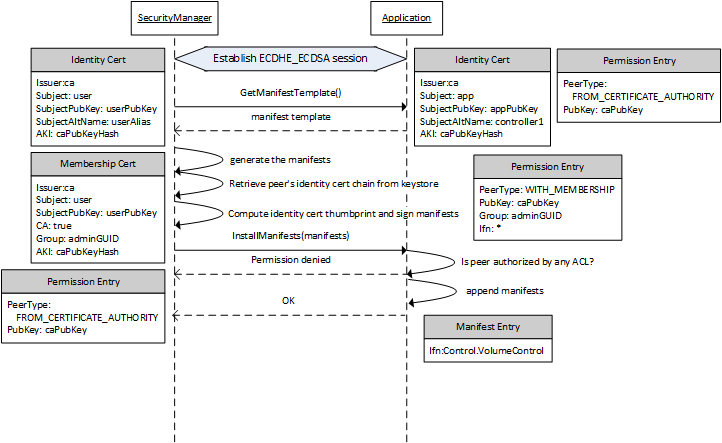 SecurityManager
Application
Establish ECDHE_ECDSA session
Identity Cert
Issuer:ca
Subject: user
SubjectPubKey: userPubKey
SubjectAltName: userAlias
AKI: caPubKeyHash
Identity Cert
Issuer:ca
Subject: app
SubjectPubKey: appPubKey
SubjectAltName: controller1
AKI: caPubKeyHash
Permission Entry
PeerType:
FROM_CERTIFICATE_AUTHORITY
PubKey: caPubKey
GetManifestTemplate()
manifest template
Membership Cert
Issuer:ca
Subject: user
SubjectPubKey: userPubKey
CA: true
Group: adminGUID
AKI: caPubKeyHash
generate the manifests
Retrieve peer's identity cert chain from keystore
Compute identity cert thumbprint and sign manifests
Permission Entry
PeerType: WITH_MEMBERSHIP
PubKey: caPubKey
Group: adminGUID
Ifn: *
InstallManifests(manifests)
Permission denied
Is peer authorized by any ACL?
Permission Entry
PeerType:
FROM_CERTIFICATE_AUTHORITY
PubKey: caPubKey
append manifests
OK
Manifest Entry
Ifn:Control.VolumeControl